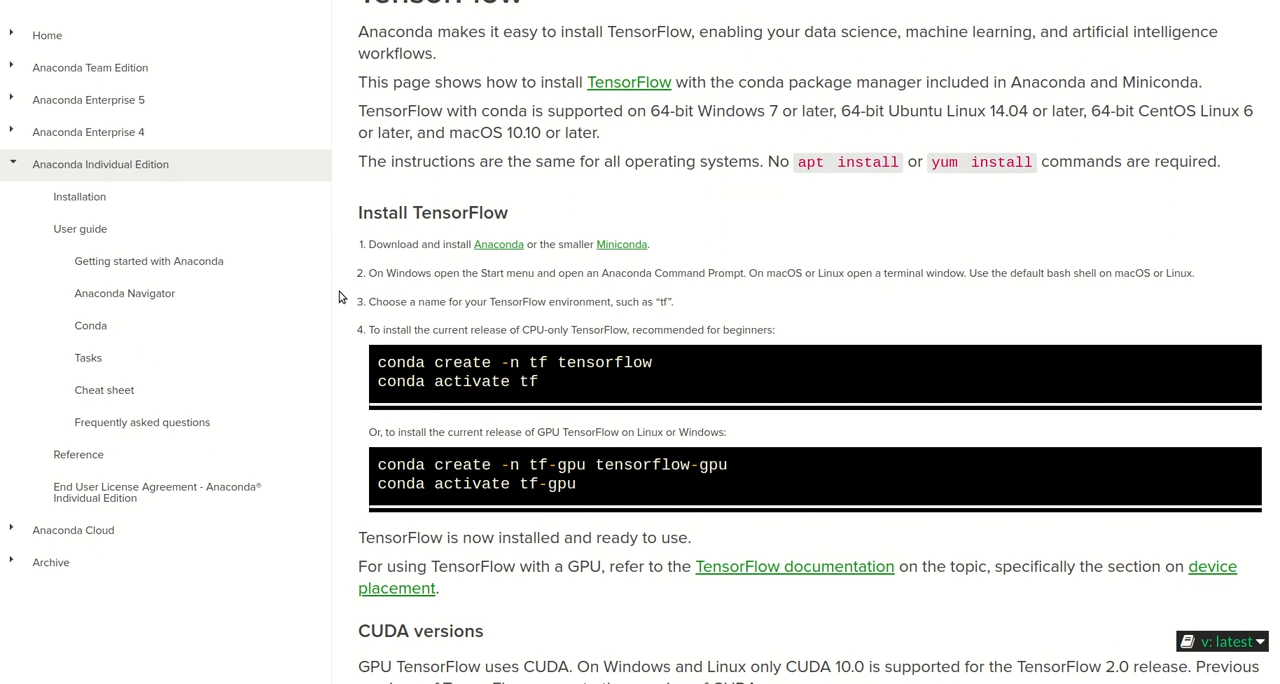 TensorFlow
Home
Anaconda Team Edition
Anaconda Enterprise 5
Anaconda Enterprise 4
Anaconda Individual Edition
Installation
User guide
Getting started with Anaconda
Anaconda Navigator
Conda
Tasks
Cheat sheet
Frequently asked questions
Reference
End User License Agreement - Anaconda®
Individual Edition
Anaconda Cloud
Archive
Anaconda makes it easy to install TensorFlow, enabling your data science, machine learning, and artificial intelligence
workflows.
This page shows how to install TensorFlow with the conda package manager included in Anaconda and Miniconda.
TensorFlow with conda is supported on 64-bit Windows 7 or later, 64-bit Ubuntu Linux 14.04 or later, 64-bit CentOS Linux 6
or later, and macOS 10.10 or later.
The instructions are the same for all operating systems. No apt install or yum install commands are required.
Install TensorFlow
1. Download and install Anaconda or the smaller Miniconda.
2. On Windows open the Start menu and open an Anaconda Command Prompt. On macOS or Linux open a terminal window. Use the default bash shell on macOS or Linux.
3. Choose a name for your TensorFlow environment, such as “tf”.
4. To install the current release of CPU-only TensorFlow, recommended for beginners:
conda create -n tf tensorflow
conda activate tf
Or, to install the current release of GPU TensorFlow on Linux or Windows:
conda create -n tf-gpu tensorflow-gpu
conda activate tf-gpu
TensorFlow is now installed and ready to use.
For using TensorFlow with a GPU, refer to the TensorFlow documentation on the topic, specifically the section on device
placement.
CUDA versions
v: latest
GPU TensorFlow uses CUDA. On Windows and Linux only CUDA 10.0 is supported for the TensorFlow 2.0 release. Previous